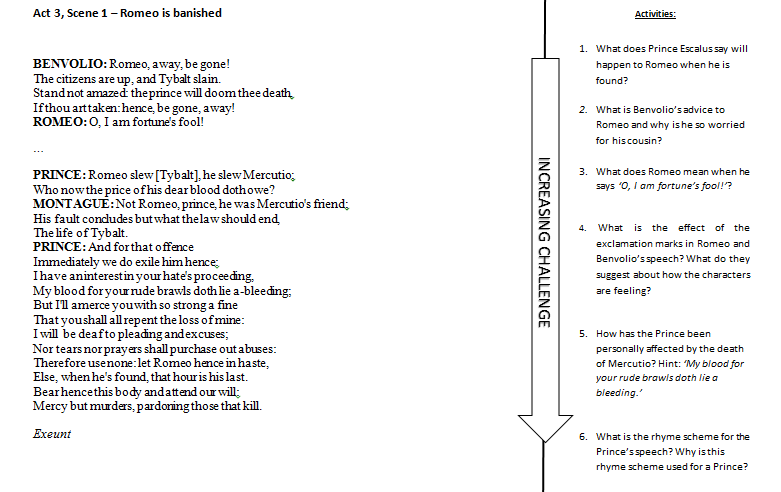 Act 3, Scene 1 – Romeo is banished
BENVOLIO: Romeo, away, be gone!
The citizens are up, and Tybalt slain.
Stand not amazed: the prince will doom thee death,
If thou art taken: hence, be gone, away!
ROMEO: O, I am fortune's fool!
...
PRINCE: Romeo slew [Tybalt], he slew Mercutio;
Who now the price of his dear blood doth owe?
MONTAGUE: Not Romeo, prince, he was Mercutio's friend;
His fault concludes but what the law should end,
The life of Tybalt.
PRINCE: And for that offence
Immediately we do exile him hence;
I have an interest in your hate's proceeding,
My blood for your rude brawls doth lie a-bleeding;
But I'll amerce you with so strong a fine
That you shall all repent the loss of mine:
I will be deaf to pleading and excuses;
Nor tears nor prayers shall purchase out abuses:
Therefore use none: let Romeo hence in haste,
Else, when he's found, that hour is his last.
Bear hence this body and attend our will;
Mercy but murders, pardoning those that kill.
Exeunt
INCREASING CHALLENGE
Activities:
1. What does Prince Escalus say will
happen to Romeo when he is
found?
2. What is Benvolio's advice to
Romeo and why is he so worried
for his cousin?
3. What does Romeo mean when he
says ‘O, I am fortune's fool!’?
4. What is the effect of the
exclamation marks in Romeo and
Benvolio's speech? What do they
suggest about how the characters
are feeling?
5. How has the Prince been
personally affected by the death
of Mercutio? Hint: ‘My blood for
your rude brawls doth lie a
bleeding.’
6. What is the rhyme scheme for the
Prince's speech? Why is this
rhyme scheme used for a Prince?